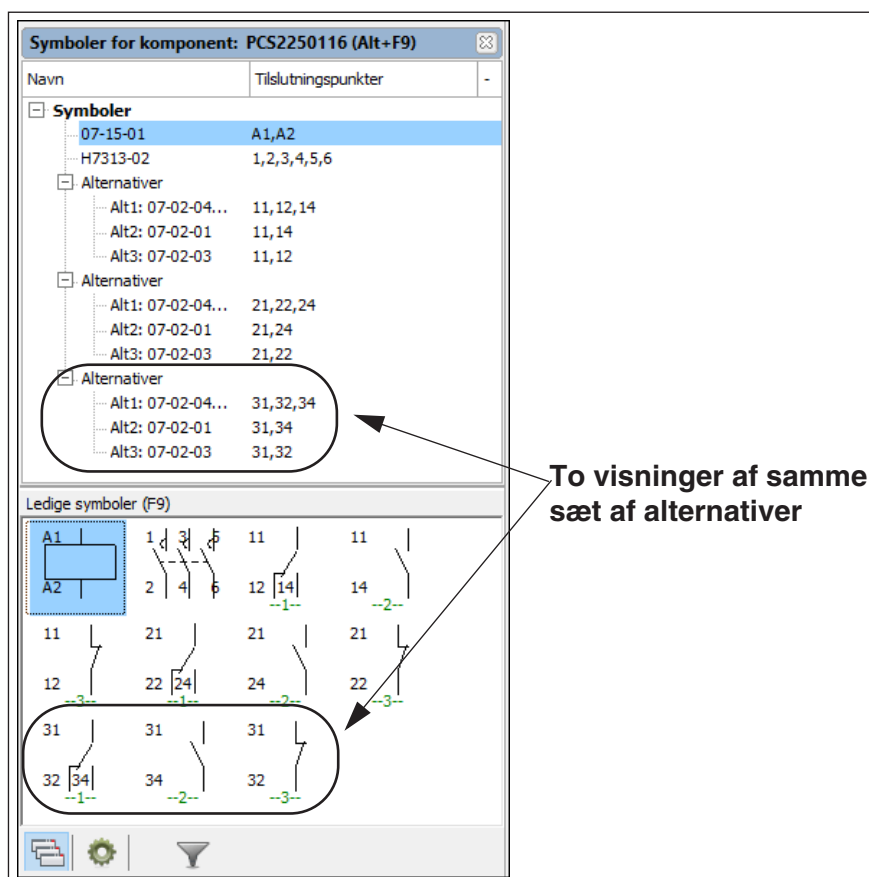 Symboler for komponent: PCS2250116 (Alt+F9)
Navn Tilslutningspunkter -
Symboler
07-15-01 A1,A2
H7313-02 1,2,3,4,5,6
Alternativer
Alt1: 07-02-04... 11,12,14
Alt2: 07-02-01 11,14
Alt3: 07-02-03 11,12
Alternativer
Alt1: 07-02-04... 21,22,24
Alt2: 07-02-01 21,24
Alt3: 07-02-03 21,22
Alternativer
Alt1: 07-02-04... 31,32,34
Alt2: 07-02-01 31,34
Alt3: 07-02-03 31,32
To visninger af samme
sæt af alternativer
Ledige symboler (F9)
A1 1 3 5 11 11
A2 2 4 6 12 14 14
--1-- --2--
11 21 21 21
12 22 24 24 22
--3-- --1-- --2-- --3--
31 31 31
32 34 34 32
--1-- --2-- --3--